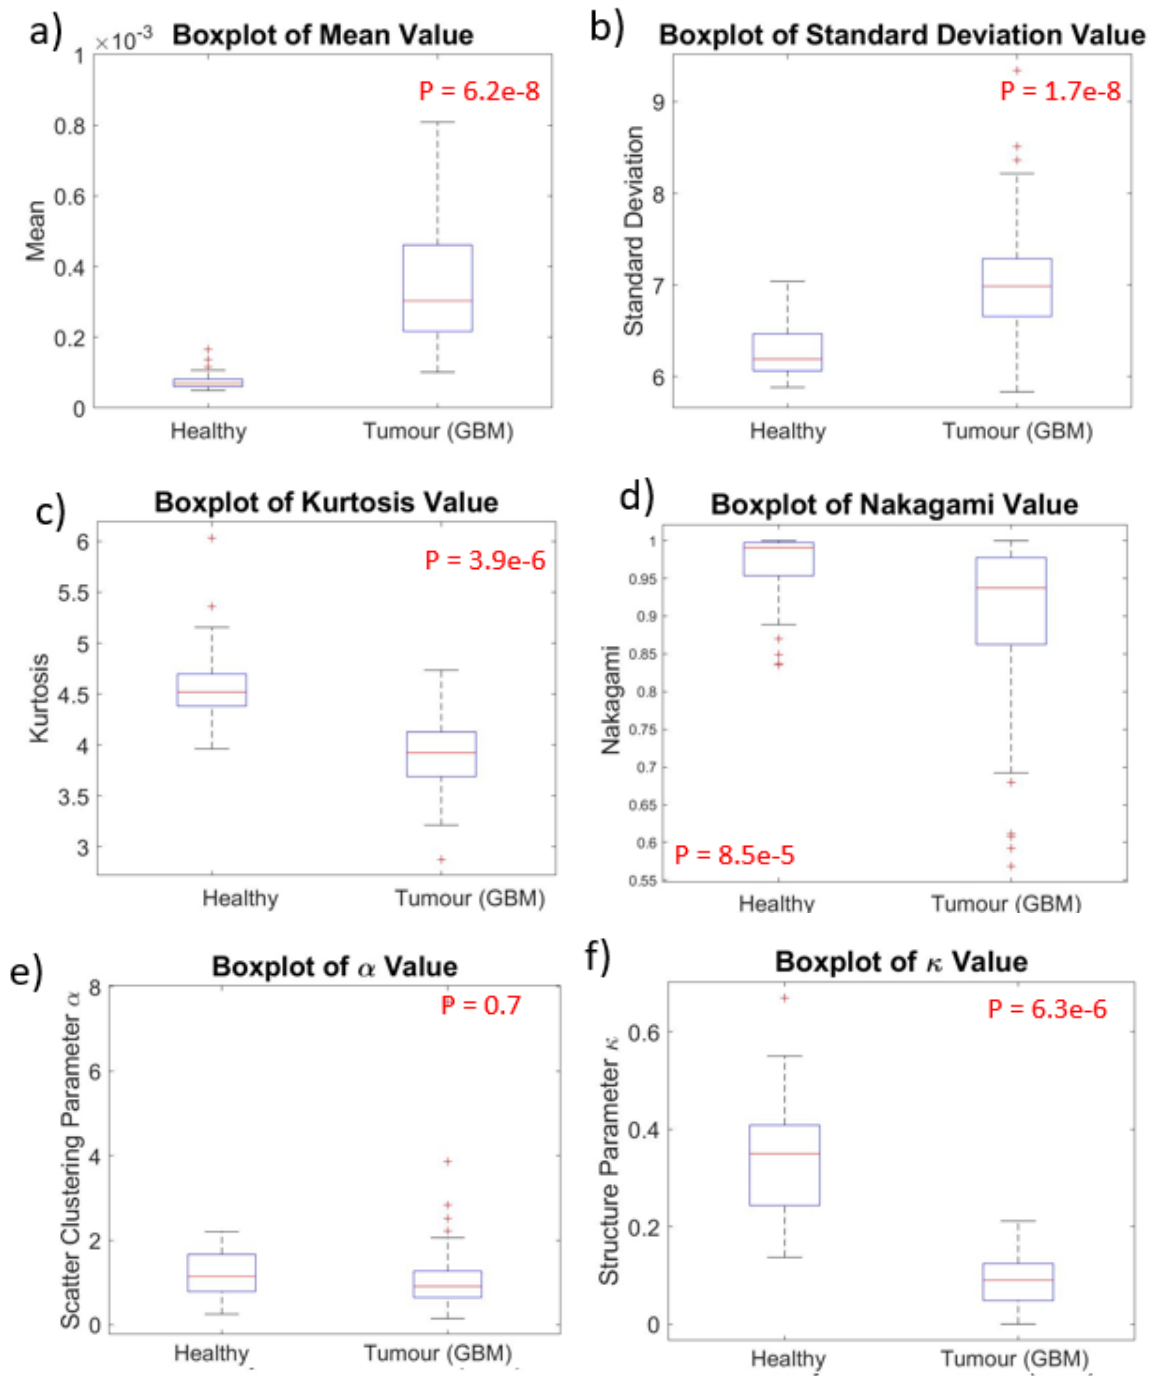 a)
×10-3
Boxplot of Mean Value
P = 6.2e-8
1
0.8
0.6
0.4
0.2
0
Mean
Healthy
Tumour (GBM)
b)
Boxplot of Standard Deviation Value
P = 1.7e-8
9
8
7
6
Standard Deviation
Healthy
Tumour (GBM)
c)
Boxplot of Kurtosis Value
P = 3.9e-6
6
5.5
5
4.5
4
3.5
3
Kurtosis
Healthy
Tumour (GBM)
d)
Boxplot of Nakagami Value
1
0.95
0.9
0.85
0.8
0.75
0.7
0.65
0.6
0.55
Nakagami
P = 8.5e-5
Healthy
Tumour (GBM)
e)
Boxplot of α Value
P = 0.7
8
6
4
2
0
Scatter Clustering Parameter α
Healthy
Tumour (GBM)
f)
Boxplot of κ Value
P = 6.3e-6
0.6
0.4
0.2
0
Structure Parameter κ
Healthy
Tumour (GBM)